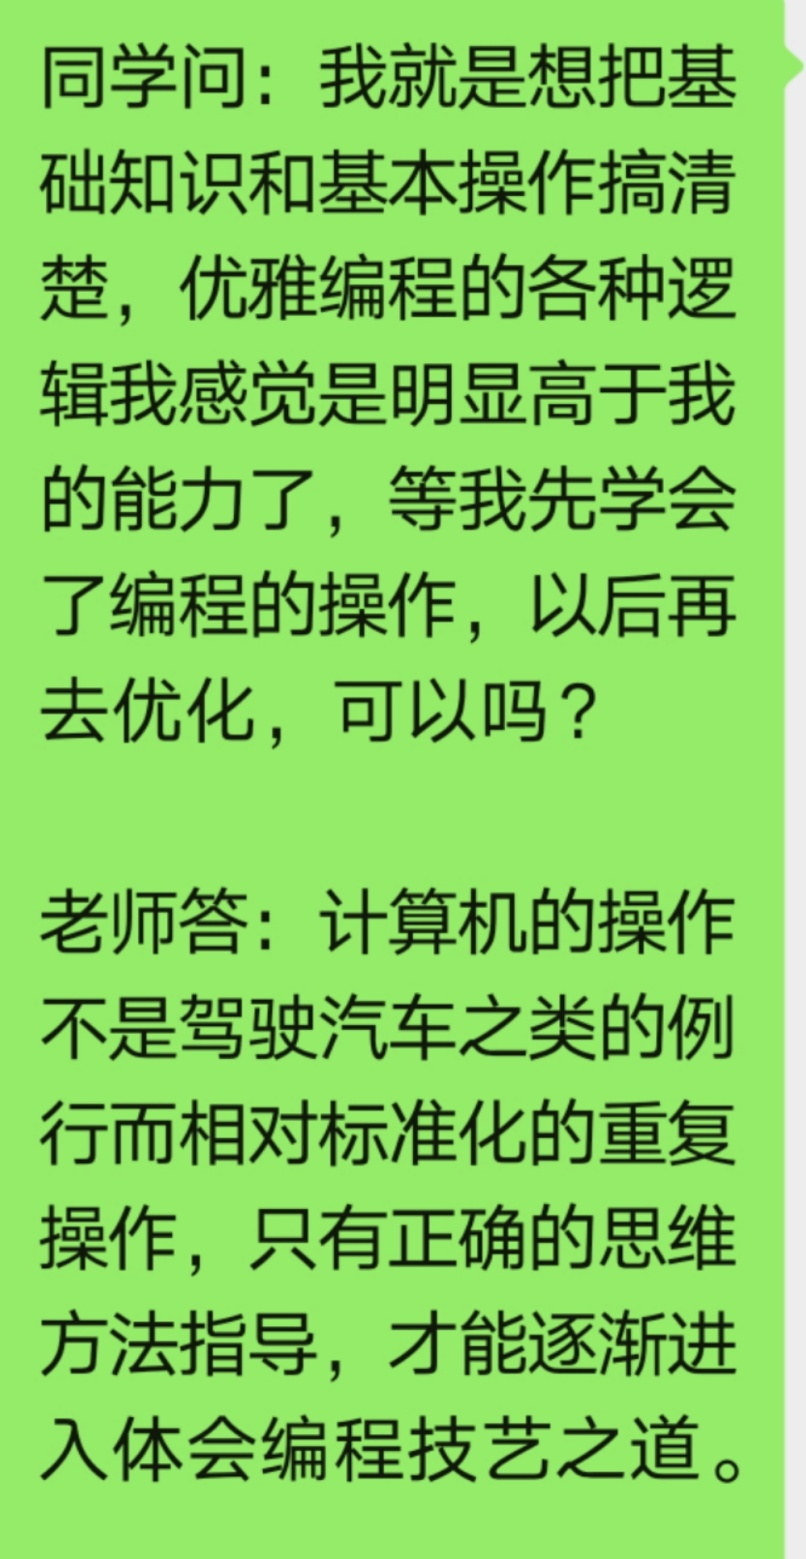 同学问：我就是想把基
础知识和基本操作搞清
楚，优雅编程的各种逻
辑我感觉是明显高于我
的能力了，等我先学会
了编程的操作，以后再
去优化，可以吗？
老师答：计算机的操作
不是驾驶汽车之类的例
行而相对标准化的重复
操作，只有正确的思维
方法指导，才能逐渐进
入体会编程技艺之道。